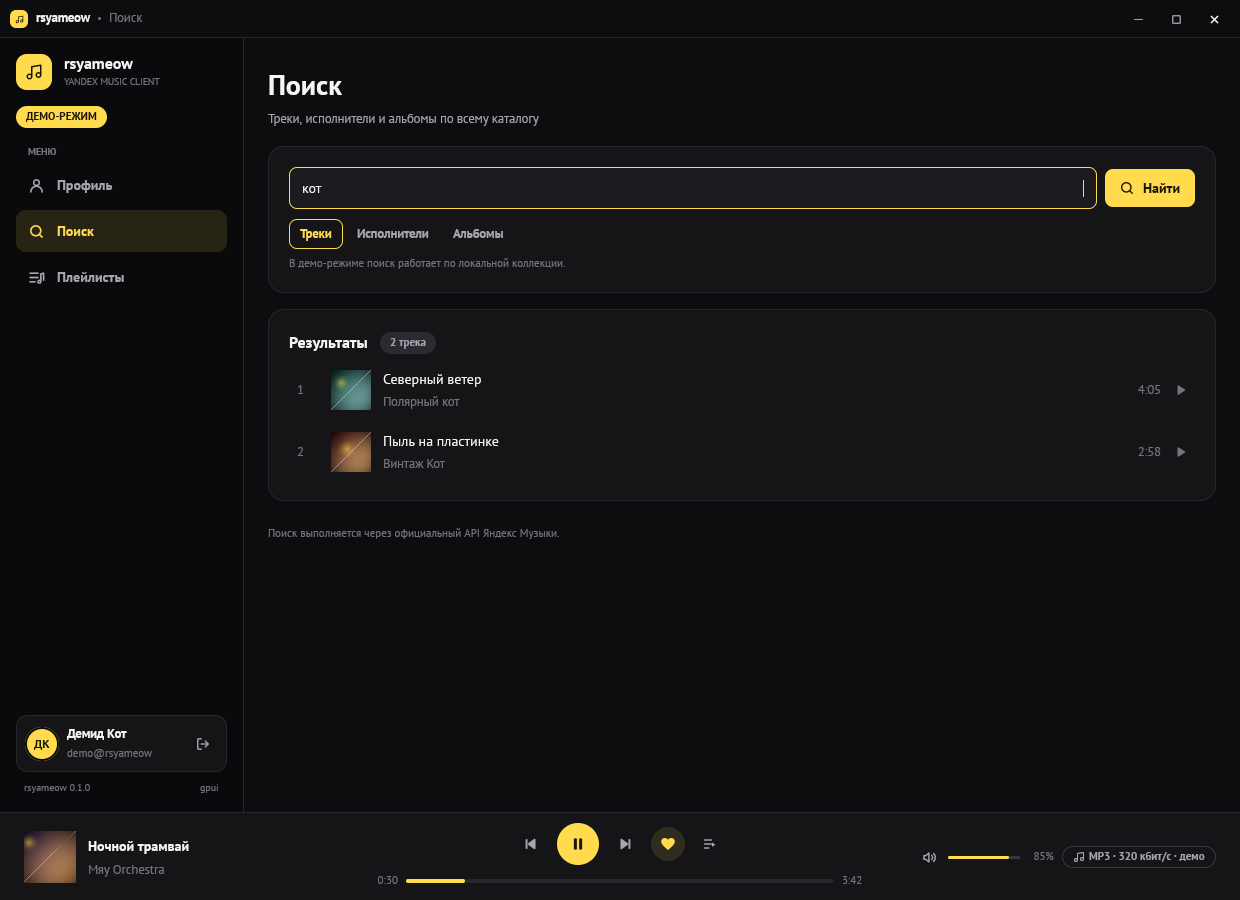 rsyameow • Поиск
rsyameow
YANDEX MUSIC CLIENT
ДЕМО-РЕЖИМ
МЕНЮ
Профиль
Поиск
Плейлисты
Демид Кот
ДК
demo@rsyameow
rsyameow 0.1.0 gpui
Поиск
Треки, исполнители и альбомы по всему каталогу
кот
Найти
Треки Исполнители Альбомы
В демо-режиме поиск работает по локальной коллекции.
Результаты 2 трека
Северный ветер
1 4:05
Полярный кот
Пыль на пластинке
2 2:58
Винтаж Кот
Поиск выполняется через официальный API Яндекс Музыки.
Ночной трамвай
Мяу Orchestra
0:30 3:42
85% MP3 · 320 кбит/с · демо